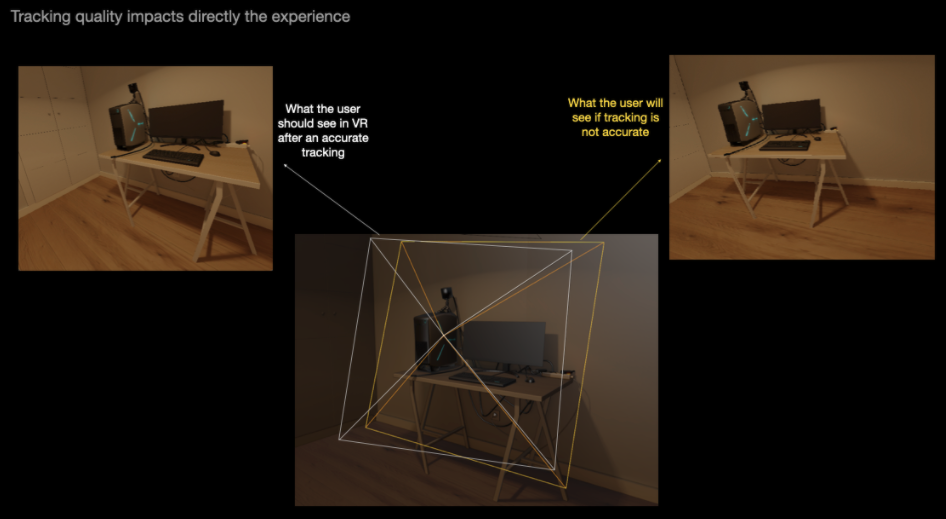 Tracking quality impacts directly the experience
What the user
should see in VR
after an accurate
tracking
What the user will
see if tracking is
not accurate